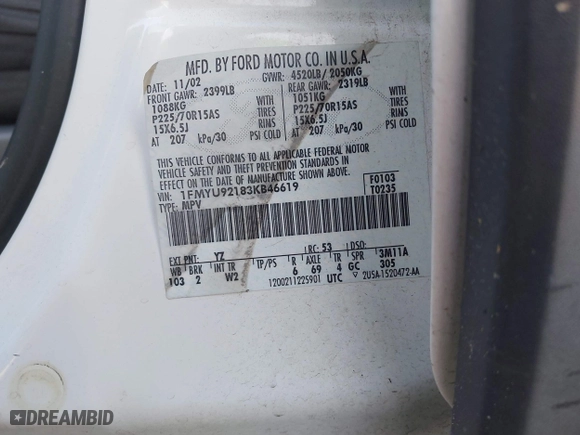 MFD. BY FORD MOTOR CO. IN U.S.A.
DATE: 11/02 GVWR: 4520LB/ 2050KG
FRONT GAWR: 2399LB REAR GAWR: 2319LB
1088KG WITH 1051KG WITH
P225/70R15AS TIRES P225/70R15AS TIRES
15X6.5J RIMS 15X6.5J RIMS
AT 207 kPa/30 PSI COLD AT 207 kPa/30 PSI COLD
THIS VEHICLE CONFORMS TO ALL APPLICABLE FEDERAL MOTOR
VEHICLE SAFETY AND THEFT PREVENTION STANDARDS IN
EFFECT ON THE DATE OF MANUFACTURE SHOWN ABOVE.
VIN: 1FMYU92183KB46619 F0103
TYPE: MPV T0235
EXT PNT: YZ RC: 53 DSO:
WB BRK INT TR TP/PS R AXLE TR SPR 3M11A
103 2 W2 6 69 4 GC 305
1200211225901 UTC 2U5A-1520472-AA
DREAMBID